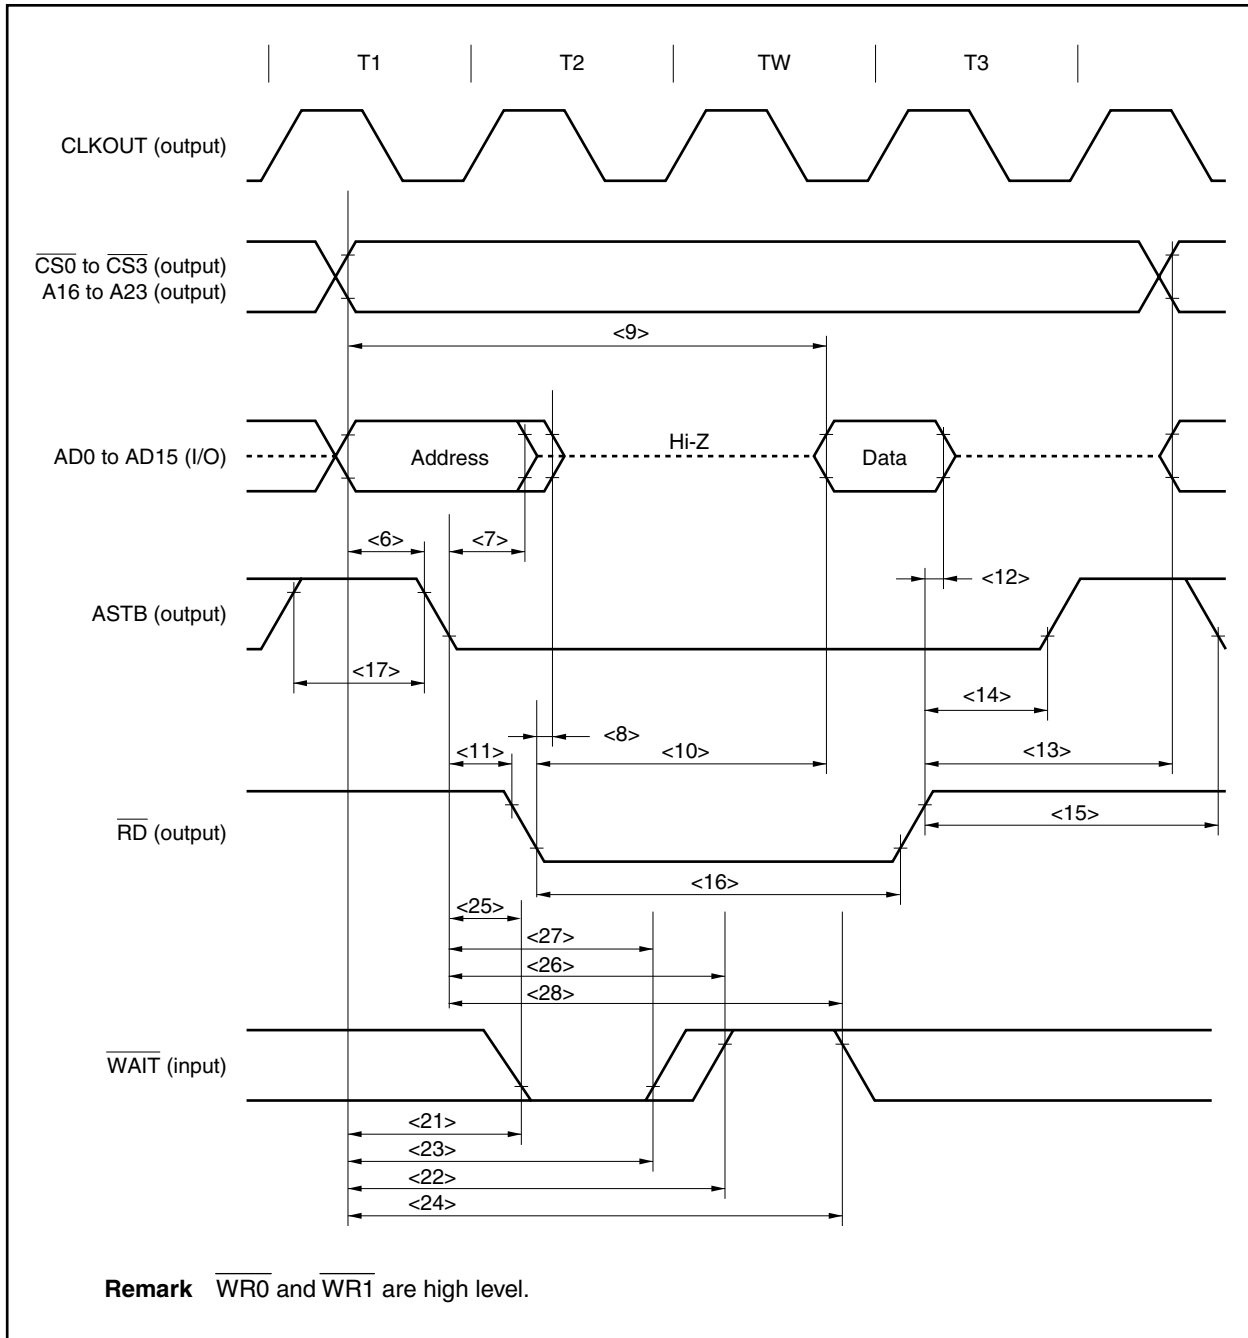 T1 T2 TW T3
CLKOUT (output)
CS0 to CS3 (output)
A16 to A23 (output)
<9>
AD0 to AD15 (I/O)
Address
Hi-Z
Data
<6>
<7>
<12>
ASTB (output)
<17>
<14>
<8>
<11>
<10>
<13>
RD (output)
<15>
<16>
<25>
<27>
<26>
<28>
WAIT (input)
<21>
<23>
<22>
<24>
Remark WR0 and WR1 are high level.